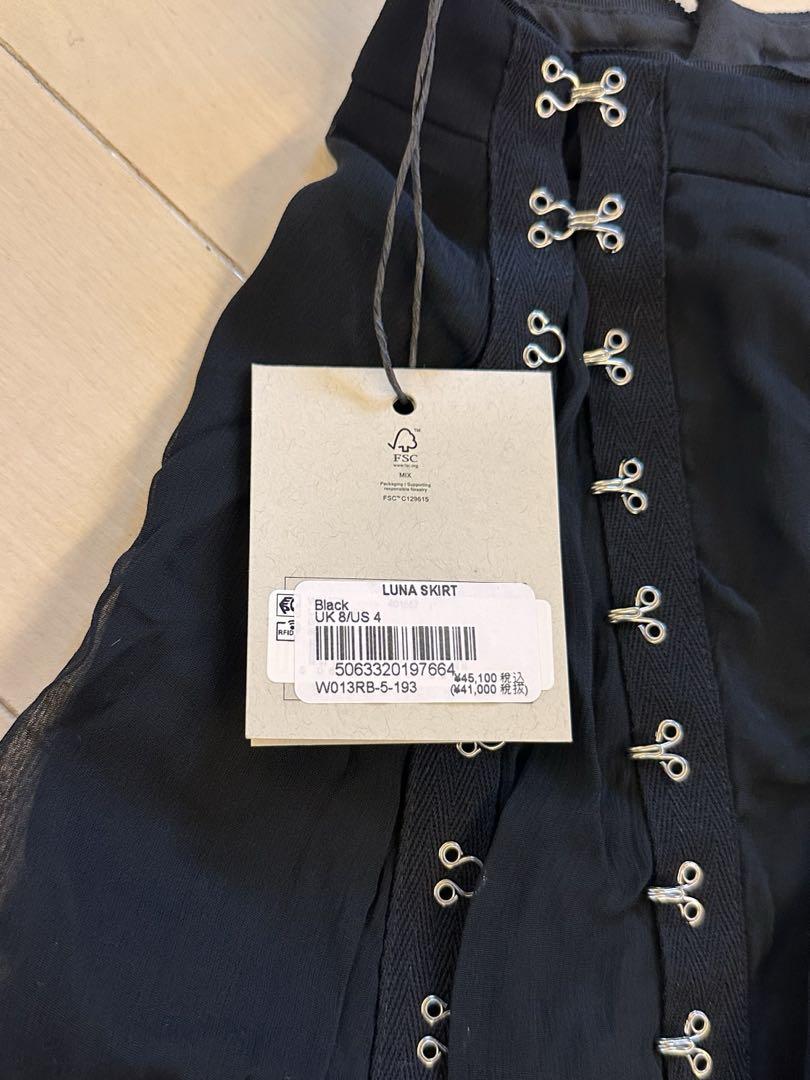 FSC™
www.fsc.org
MIX
Packaging | Supporting
responsible forestry
FSC™ C129615
LUNA SKIRT
Black
UK 8/US 4
RFID
5063320197664
¥45,100 税込
W013RB-5-193
(¥41,000 税抜)